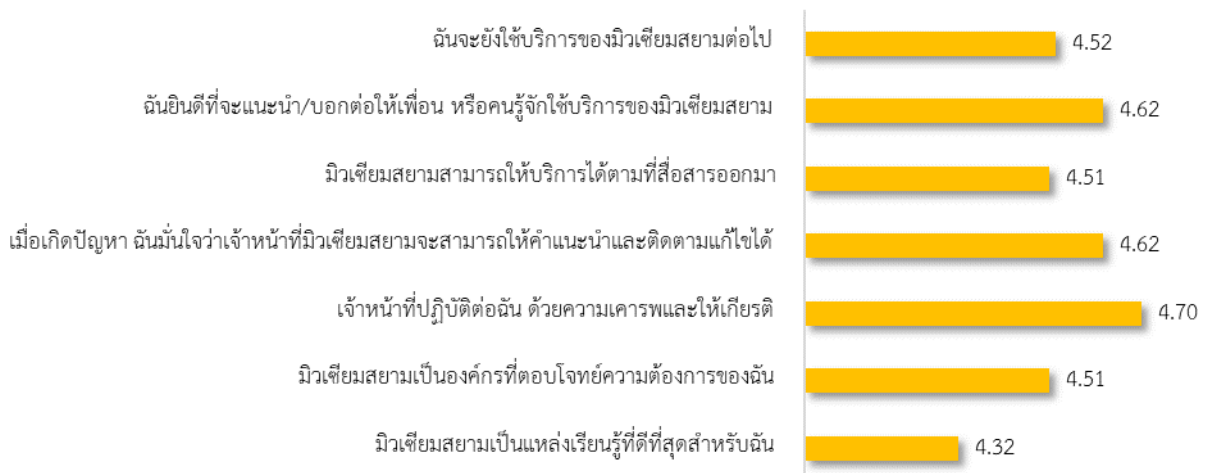 ฉันจะยังใช้บริการของมิวเซียมสยามต่อไป 4.52
ฉันยินดีที่จะแนะนำ/บอกต่อให้เพื่อน หรือคนรู้จักใช้บริการของมิวเซียมสยาม 4.62
มิวเซียมสยามสามารถให้บริการได้ตามที่สื่อสารออกมา 4.51
เมื่อเกิดปัญหา ฉันมั่นใจว่าเจ้าหน้าที่มิวเซียมสยามจะสามารถให้คำแนะนำและติดตามแก้ไขได้ 4.62
เจ้าหน้าที่ปฏิบัติต่อฉัน ด้วยความเคารพและให้เกียรติ 4.70
มิวเซียมสยามเป็นองค์กรที่ตอบโจทย์ความต้องการของฉัน 4.51
มิวเซียมสยามเป็นแหล่งเรียนรู้ที่ดีที่สุดสำหรับฉัน 4.32